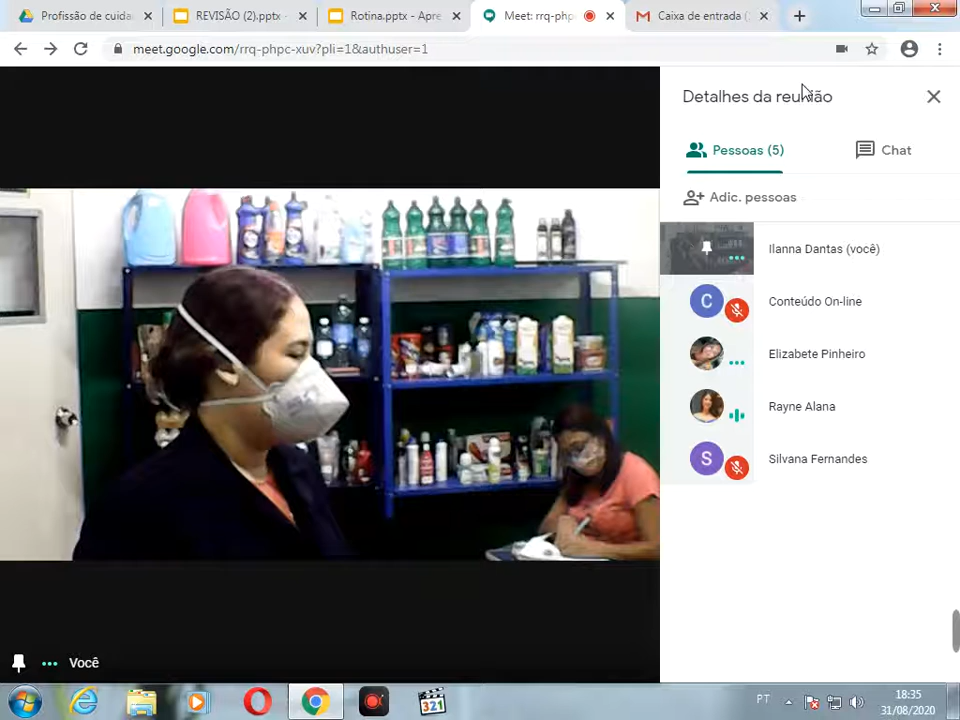 Profissão de cuida
REVISÃO (2).pptx -
Rotina.pptx - Apre
Meet: rrq-php
Caixa de entrada (
meet.google.com/rrq-phpc-xuv?pli=1&authuser=1
Detalhes da reunião
Pessoas (5)
Chat
Adic. pessoas
Ilanna Dantas (você)
C
Conteúdo On-line
Elizabete Pinheiro
Rayne Alana
S
Silvana Fernandes
Você
321
PT
18:35
31/08/2020